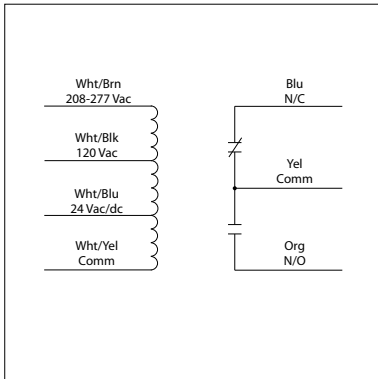 Wht/Brn
208-277 Vac
Wht/Blk
120 Vac
Wht/Blu
24 Vac/dc
Wht/Yel
Comm
Blu
N/C
Yel
Comm
Org
N/O